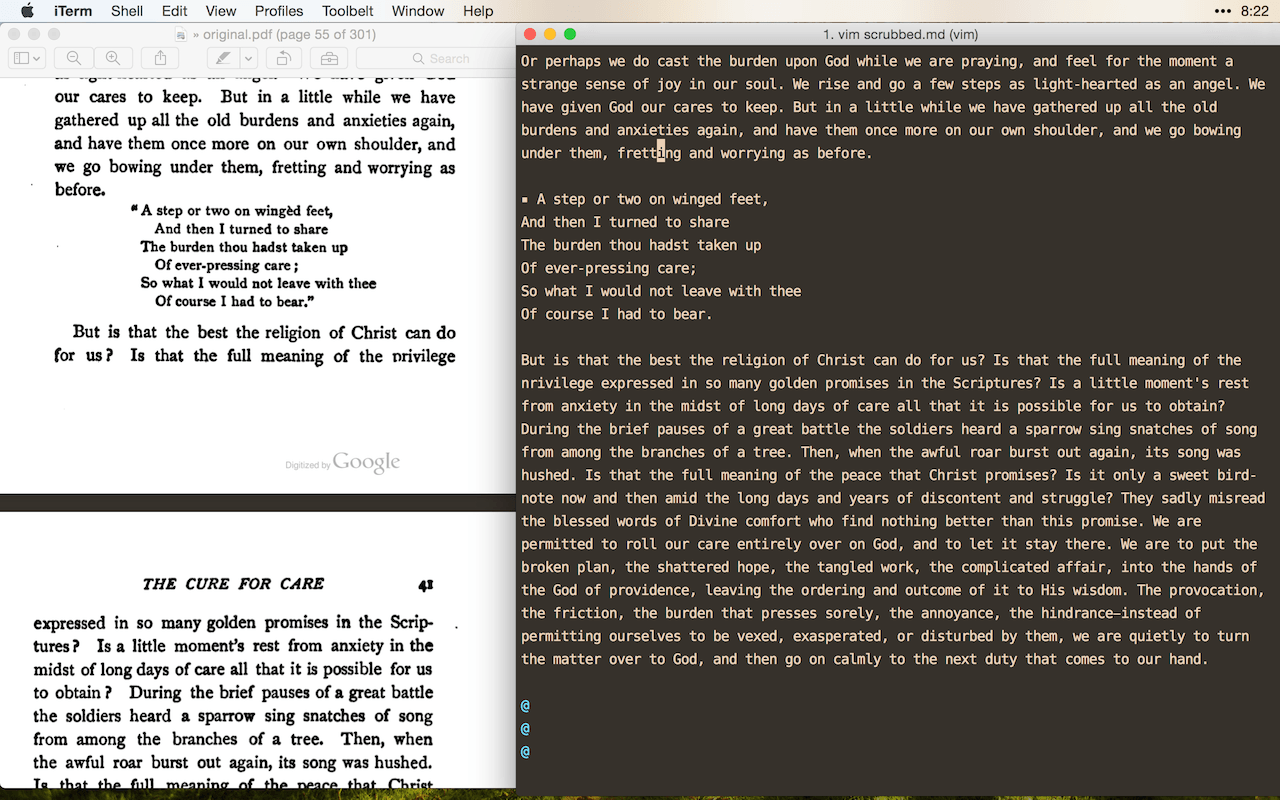 iTerm Shell Edit View Profiles Toolbelt Window Help 8:22
» original.pdf (page 55 of 301)
Search
our cares to keep. But in a little while we have
gathered up all the old burdens and anxieties again,
and have them once more on our own shoulder, and
we go bowing under them, fretting and worrying as
before.
"A step or two on wingèd feet,
And then I turned to share
The burden thou hadst taken up
Of ever-pressing care;
So what I would not leave with thee
Of course I had to bear."
But is that the best the religion of Christ can do
for us? Is that the full meaning of the privilege
Digitized by Google
THE CURE FOR CARE 41
expressed in so many golden promises in the Scrip-
tures? Is a little moment's rest from anxiety in the
midst of long days of care all that it is possible for us
to obtain? During the brief pauses of a great battle
the soldiers heard a sparrow sing snatches of song
from among the branches of a tree. Then, when
the awful roar burst out again, its song was hushed.
Is that the full meaning of the peace that Christ
1. vim scrubbed.md (vim)
Or perhaps we do cast the burden upon God while we are praying, and feel for the moment a
strange sense of joy in our soul. We rise and go a few steps as light-hearted as an angel. We
have given God our cares to keep. But in a little while we have gathered up all the old
burdens and anxieties again, and have them once more on our own shoulder, and we go bowing
under them, fretting and worrying as before.
▪ A step or two on winged feet,
And then I turned to share
The burden thou hadst taken up
Of ever-pressing care;
So what I would not leave with thee
Of course I had to bear.
But is that the best the religion of Christ can do for us? Is that the full meaning of the
nrivilege expressed in so many golden promises in the Scriptures? Is a little moment's rest
from anxiety in the midst of long days of care all that it is possible for us to obtain?
During the brief pauses of a great battle the soldiers heard a sparrow sing snatches of song
from among the branches of a tree. Then, when the awful roar burst out again, its song was
hushed. Is that the full meaning of the peace that Christ promises? Is it only a sweet bird-
note now and then amid the long days and years of discontent and struggle? They sadly misread
the blessed words of Divine comfort who find nothing better than this promise. We are
permitted to roll our care entirely over on God, and to let it stay there. We are to put the
broken plan, the shattered hope, the tangled work, the complicated affair, into the hands of
the God of providence, leaving the ordering and outcome of it to His wisdom. The provocation,
the friction, the burden that presses sorely, the annoyance, the hindrance—instead of
permitting ourselves to be vexed, exasperated, or disturbed by them, we are quietly to turn
the matter over to God, and then go on calmly to the next duty that comes to our hand.
@
@
@